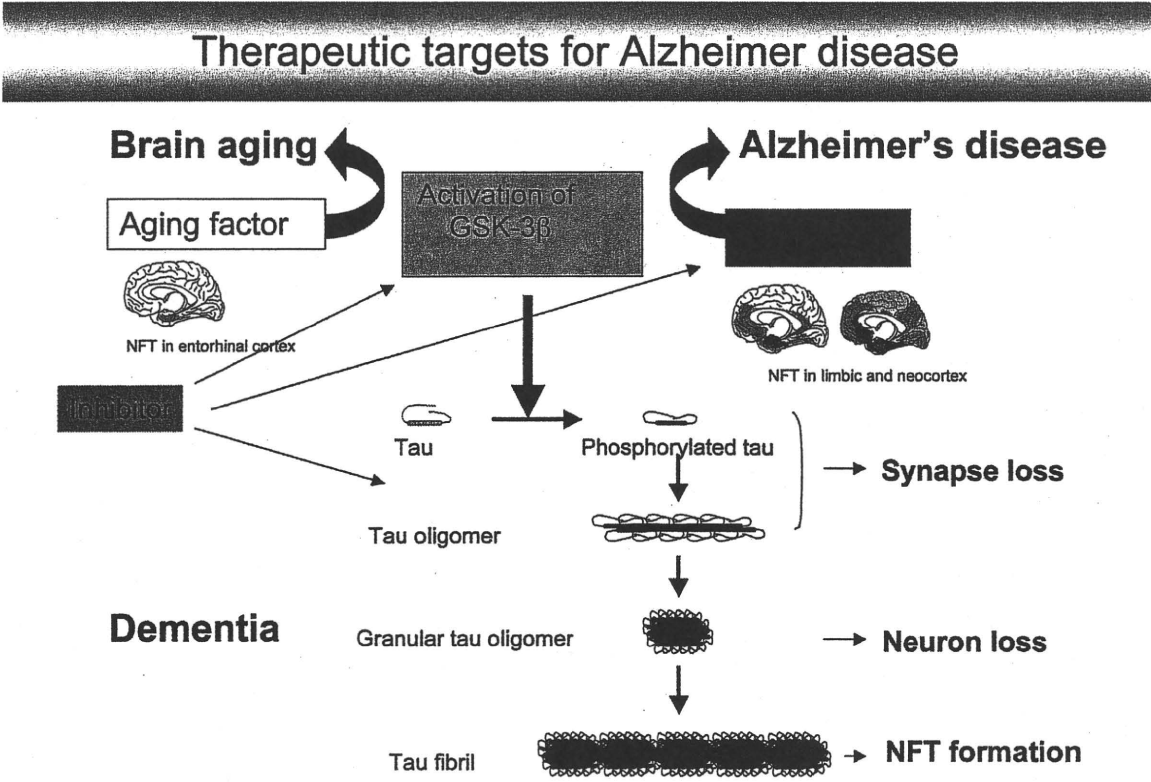 Therapeutic targets for Alzheimer disease
Brain aging
Alzheimer's disease
Activation of
GSK-3β
Aging factor
NFT in entorhinal cortex
NFT in limbic and neocortex
Inhibitor
Tau
Phosphorylated tau
Synapse loss
Tau oligomer
Dementia
Granular tau oligomer
Neuron loss
Tau fibril
NFT formation